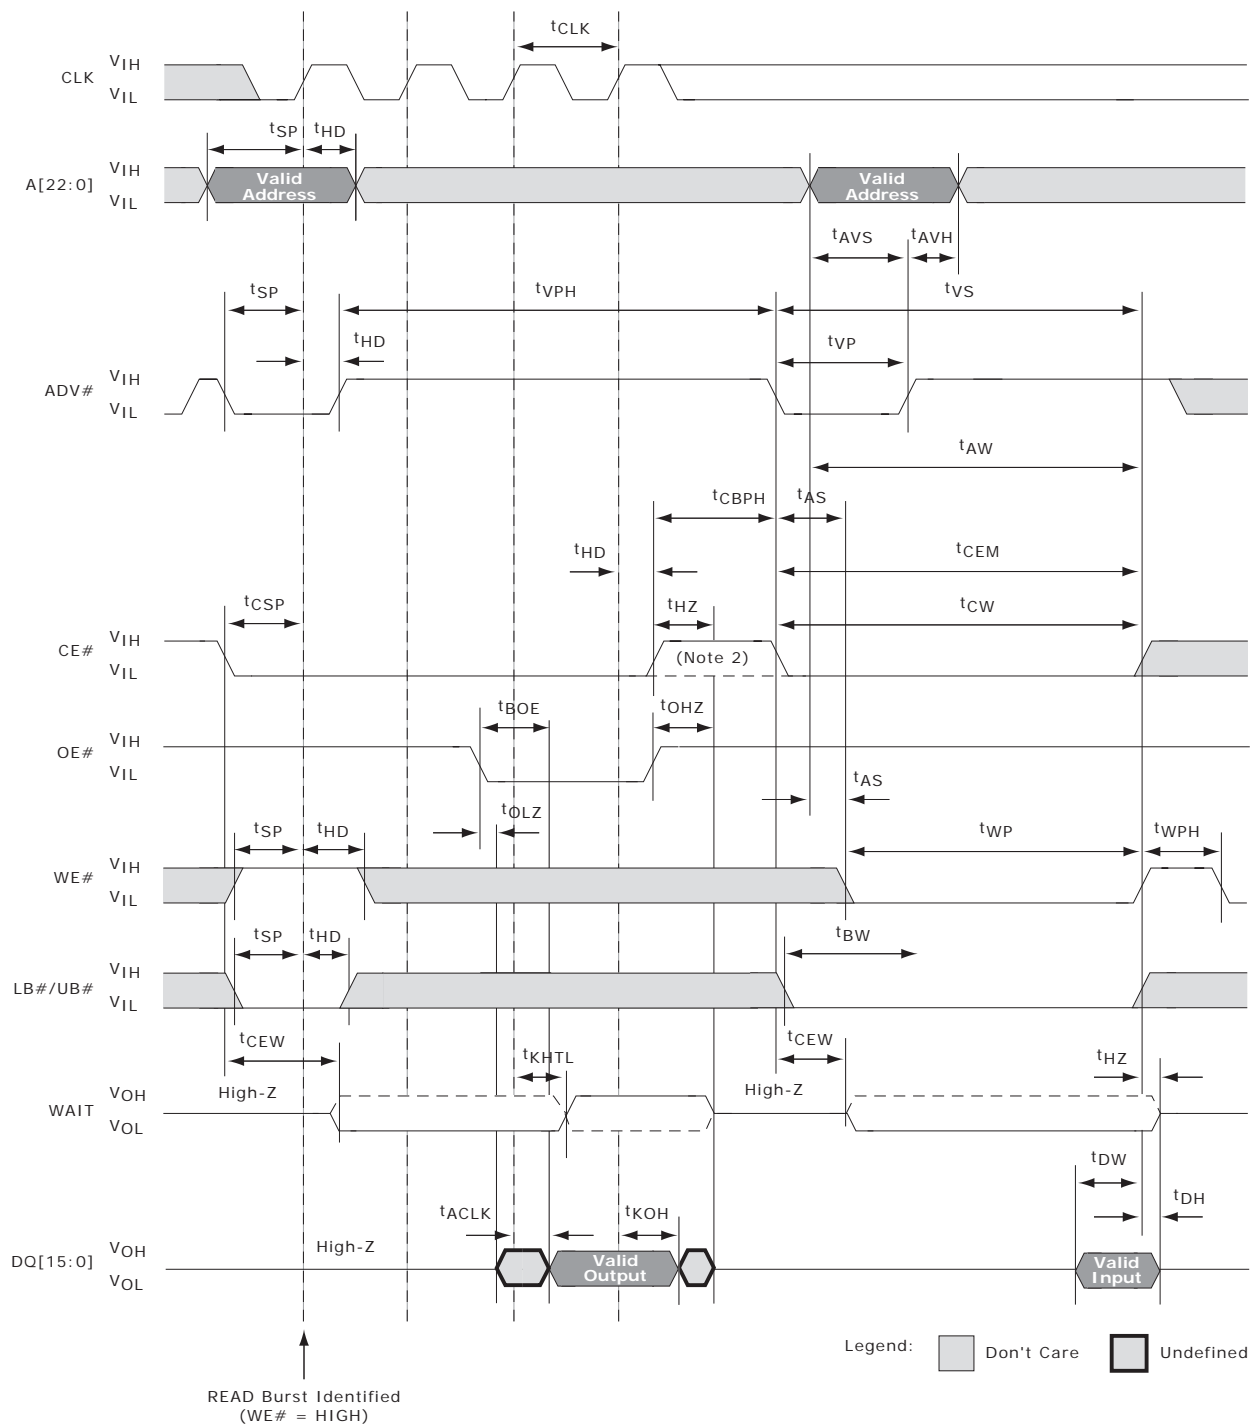 tCLK
VIH
CLK
VIL
tSP tHD
VIH
A[22:0]
VIL
Valid
Address
Valid
Address
tAVS tAVH
tSP tVPH tVS
tHD tVP
VIH
ADV#
VIL
tAW
tCBPH tAS
tHD tCEM
tCSP tHZ tCW
VIH
CE#
VIL
(Note 2)
tBOE tOHZ
VIH
OE#
VIL
tAS
tOLZ
tSP tHD tWP tWPH
VIH
WE#
VIL
tSP tHD tBW
VIH
LB#/UB#
VIL
tCEW tKHTL tCEW tHZ
High-Z High-Z
VOH
WAIT
VOL
tDW
tDH
tACLK tKOH
High-Z
VOH
DQ[15:0]
VOL
Valid
Output
Valid
Input
Legend: Don't Care Undefined
READ Burst Identified
(WE# = HIGH)